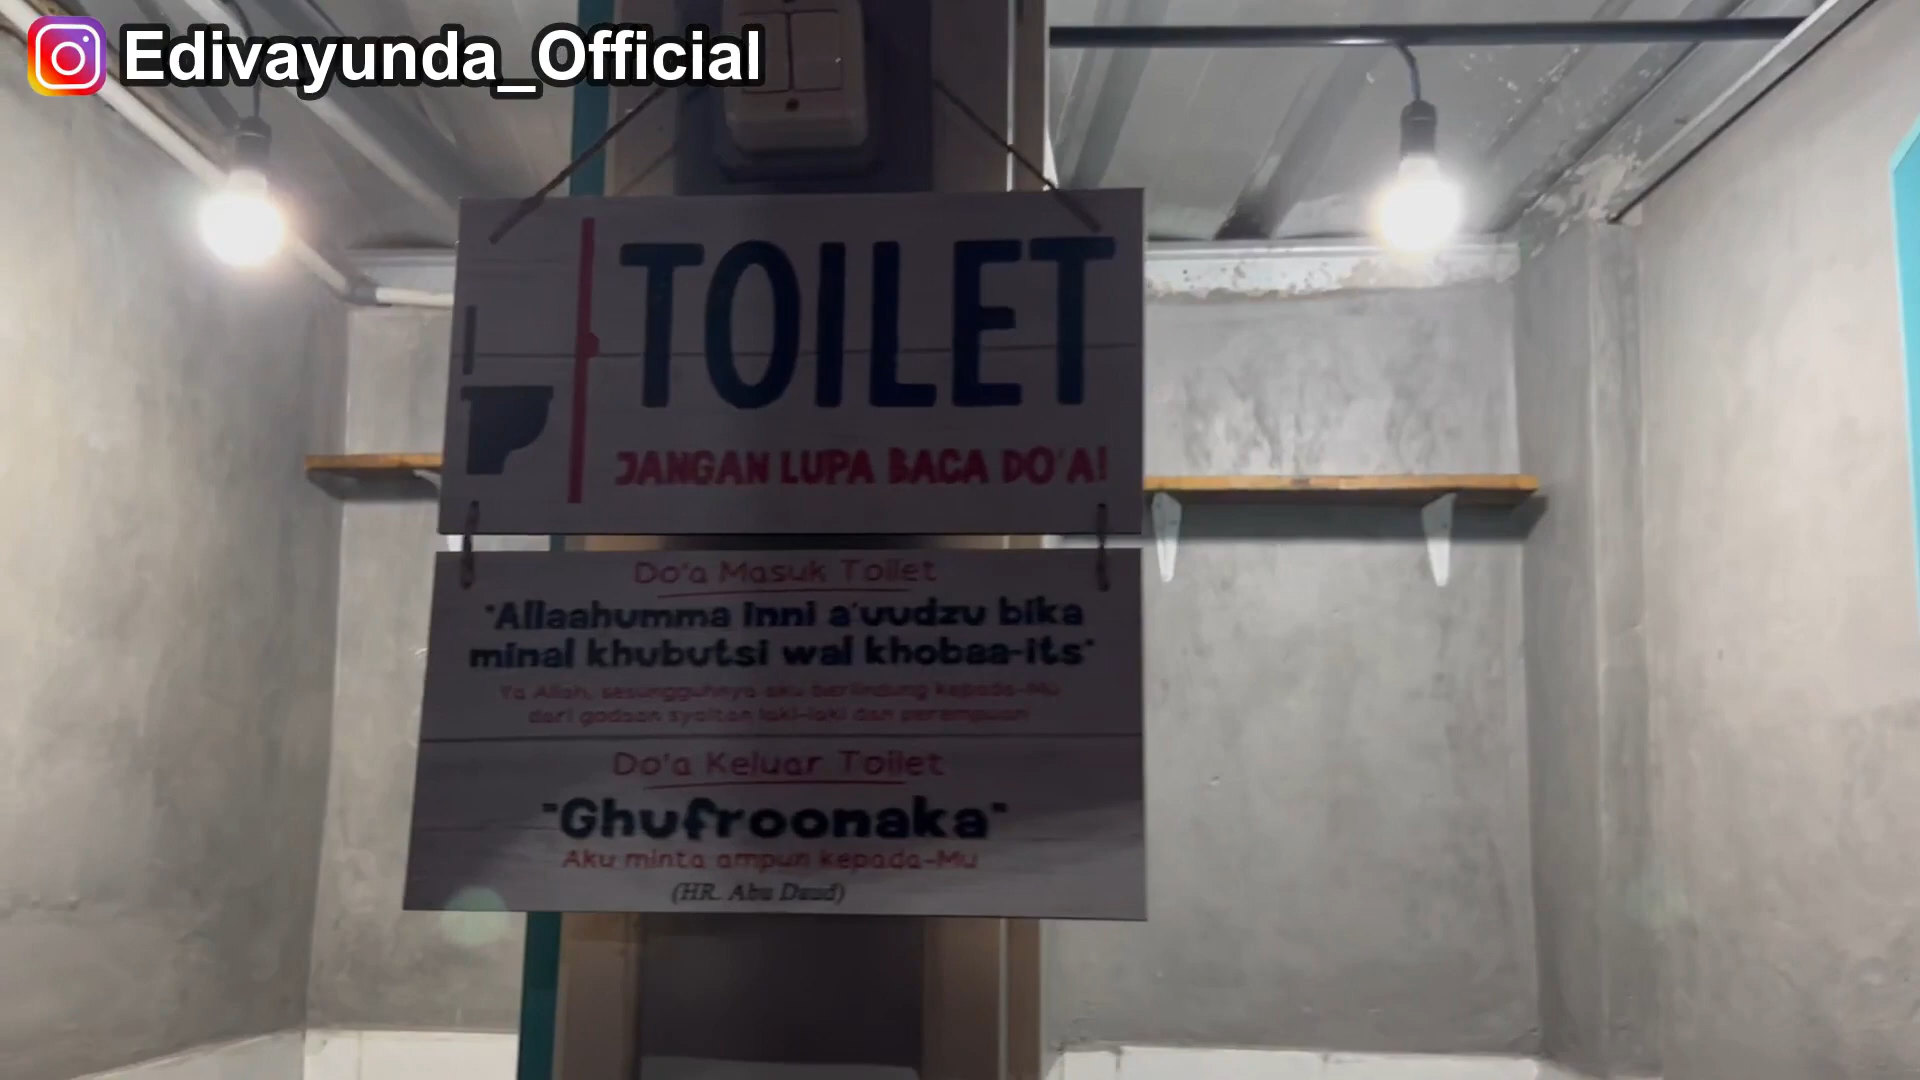 Edivayunda_Official
TOILET
JANGAN LUPA BACA DO'A!
Do'a Masuk Toilet
"Allaahumma inni a'uudzu bika
minal khubutsi wal khobaa-its"
Ya Allah, sesungguhnya aku berlindung kepada-Mu
dari godaan syaitan laki-laki dan perempuan
Do'a Keluar Toilet
"Ghufroonaka"
Aku minta ampun kepada-Mu
(HR. Abu Daud)